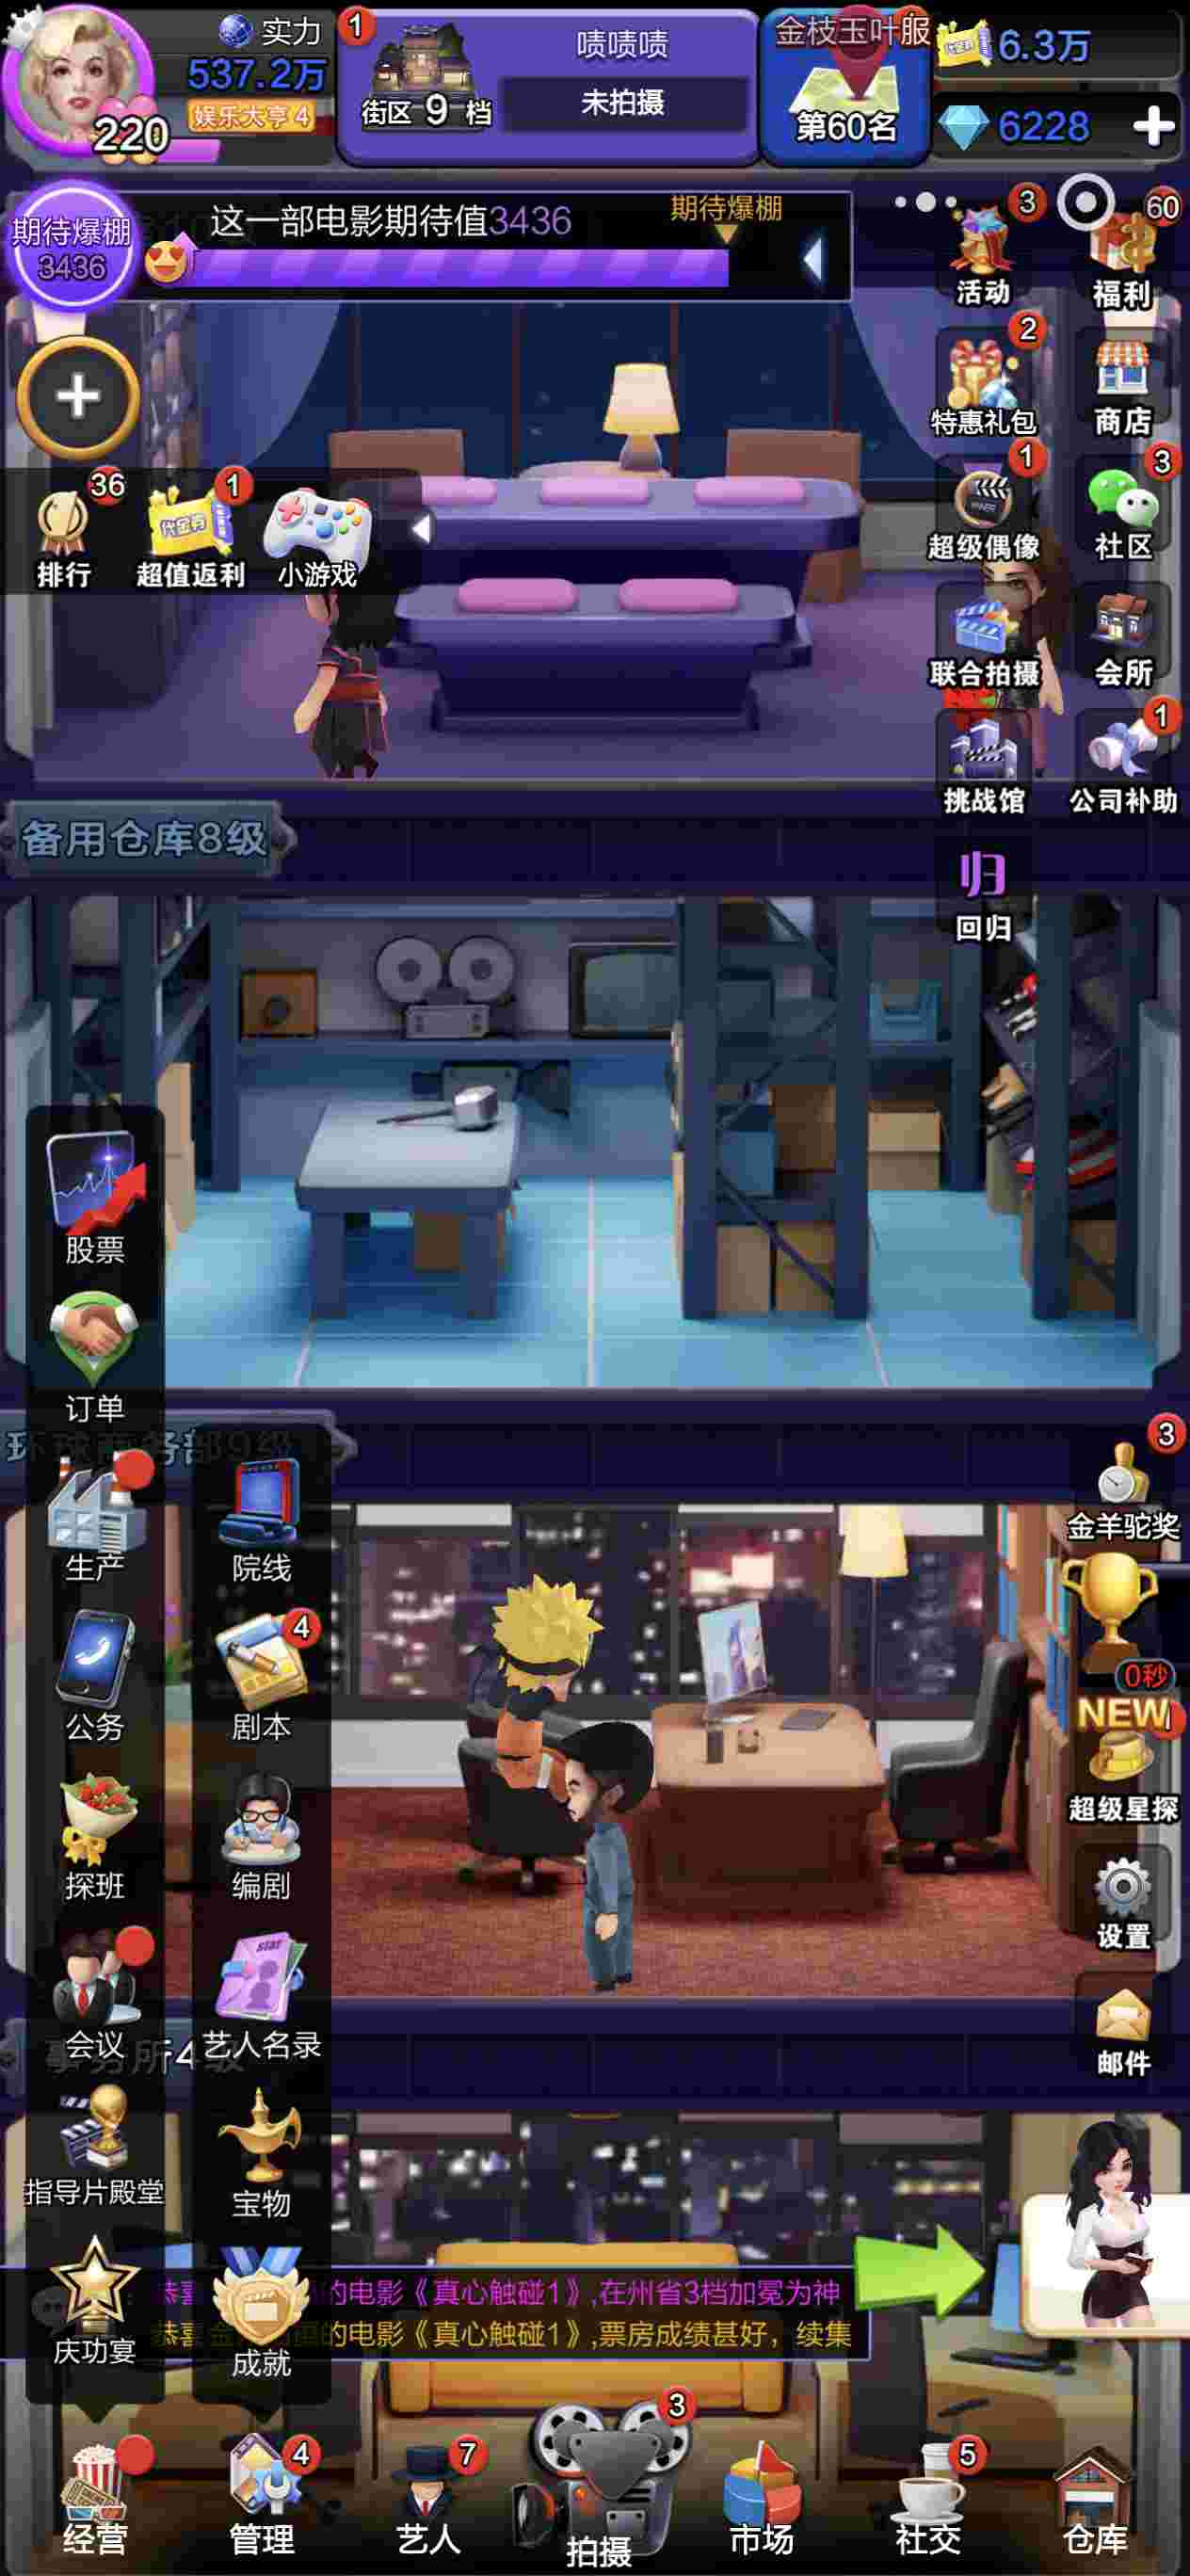 实力
537.2万
娱乐大亨 4
220
1
啧啧啧
街区 9 档
未拍摄
金枝玉叶服
第60名
6.3万
6228
期待爆棚
3436
这一部电影期待值3436
期待爆棚
3
60
活动
福利
2
特惠礼包
商店
1
3
超级偶像
社区
36
1
代金券
排行
超值返利
小游戏
联合拍摄
会所
1
挑战馆
公司补助
备用仓库8级
归
回归
股票
订单
3
金羊驼奖
生产
院线
4
0秒
NEW
公务
剧本
超级星探
探班
编剧
设置
star
会议
艺人名录
邮件
指导片殿堂
宝物
的电影《真心触碰1》,在州省3档加冕为神
的电影《真心触碰1》,票房成绩甚好，续集
庆功宴
成就
3
4
7
5
经营
管理
艺人
拍摄
市场
社交
仓库